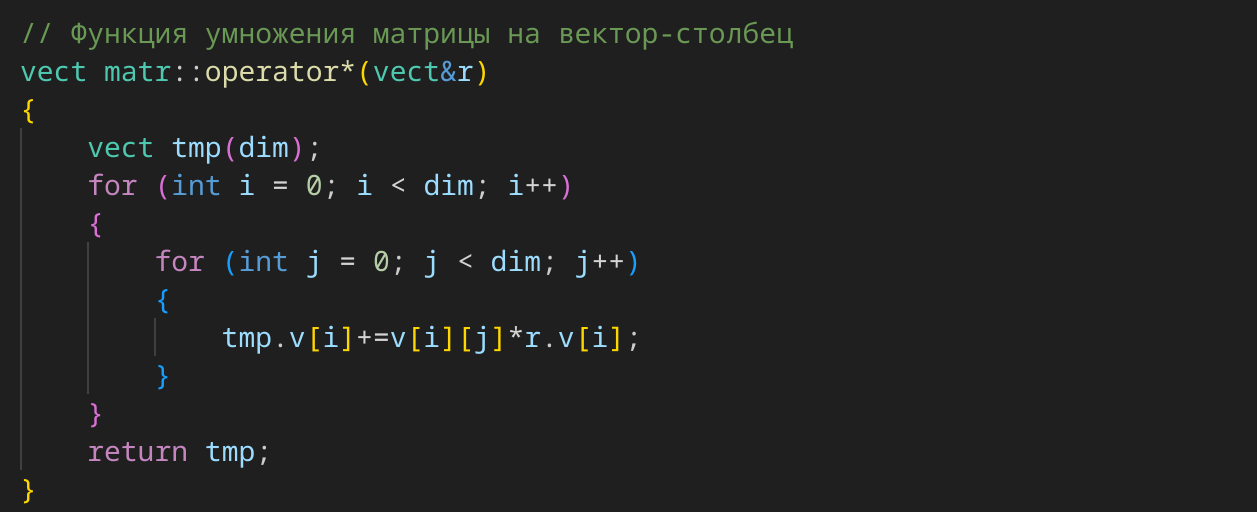 // Функция умножения матрицы на вектор-столбец
vect matr::operator*(vect&r)
{
    vect tmp(dim);
    for (int i = 0; i < dim; i++)
    {
        for (int j = 0; j < dim; j++)
        {
            tmp.v[i]+=v[i][j]*r.v[i];
        }
    }
    return tmp;
}